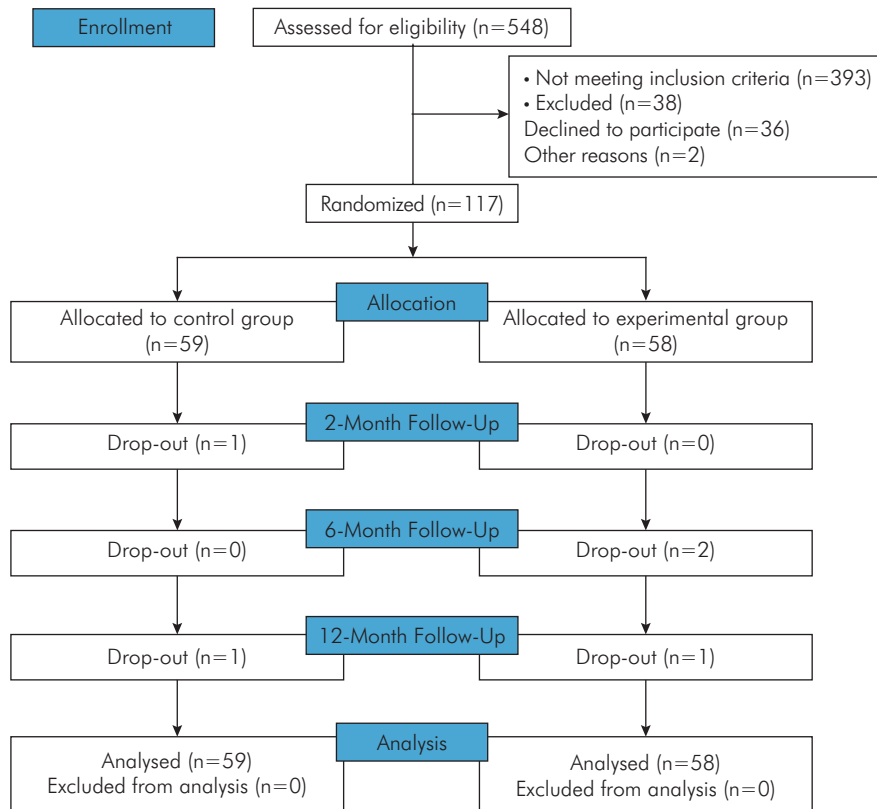 Enrollment
Assessed for eligibility (n=548)
• Not meeting inclusion criteria (n=393)
• Excluded (n=38)
Declined to participate (n=36)
Other reasons (n=2)
Randomized (n=117)
Allocation
Allocated to control group
(n=59)
Allocated to experimental group
(n=58)
2-Month Follow-Up
Drop-out (n=1)
Drop-out (n=0)
6-Month Follow-Up
Drop-out (n=0)
Drop-out (n=2)
12-Month Follow-Up
Drop-out (n=1)
Drop-out (n=1)
Analysis
Analysed (n=59)
Excluded from analysis (n=0)
Analysed (n=58)
Excluded from analysis (n=0)